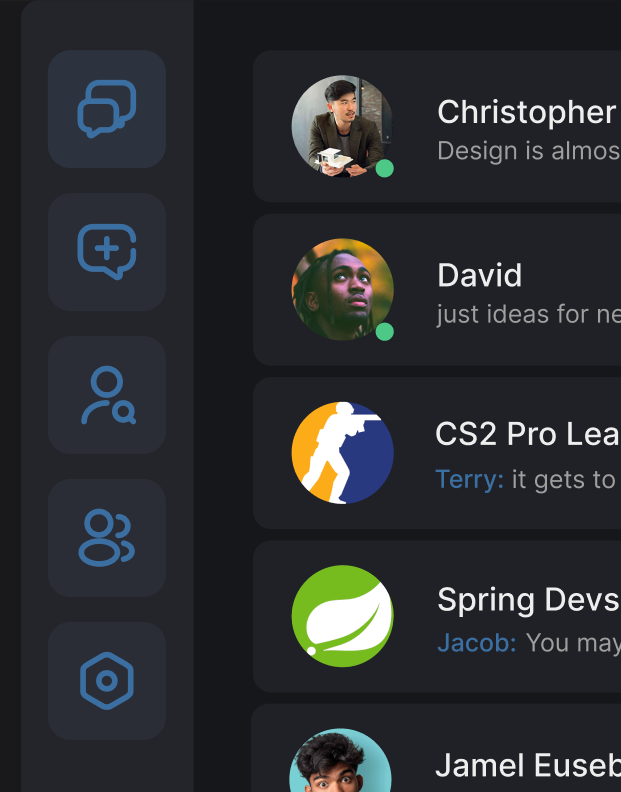 Christopher
Design is almos
David
just ideas for ne
CS2 Pro Lea
Terry: it gets to
Spring Devs
Jacob: You may
Jamel Euseb